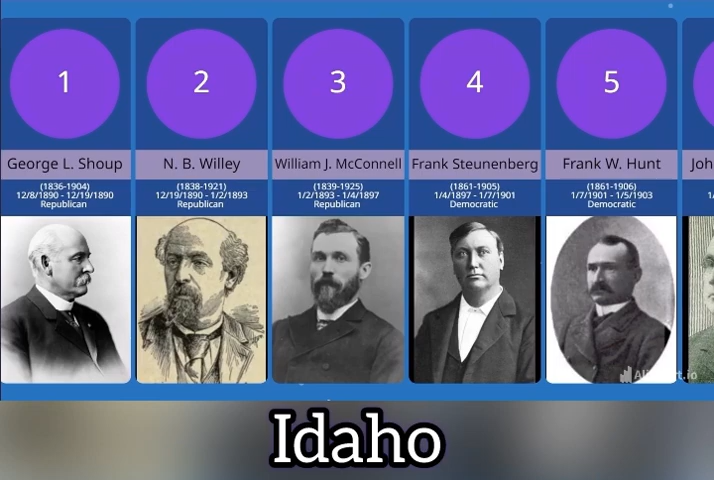 1
George L. Shoup
(1836-1904)
12/8/1890 - 12/19/1890
Republican
2
N. B. Willey
(1838-1921)
12/19/1890 - 1/2/1893
Republican
3
William J. McConnell
(1839-1925)
1/2/1893 - 1/4/1897
Republican
4
Frank Steunenberg
(1861-1905)
1/4/1897 - 1/7/1901
Democratic
5
Frank W. Hunt
(1861-1906)
1/7/1901 - 1/5/1903
Democratic
Idaho